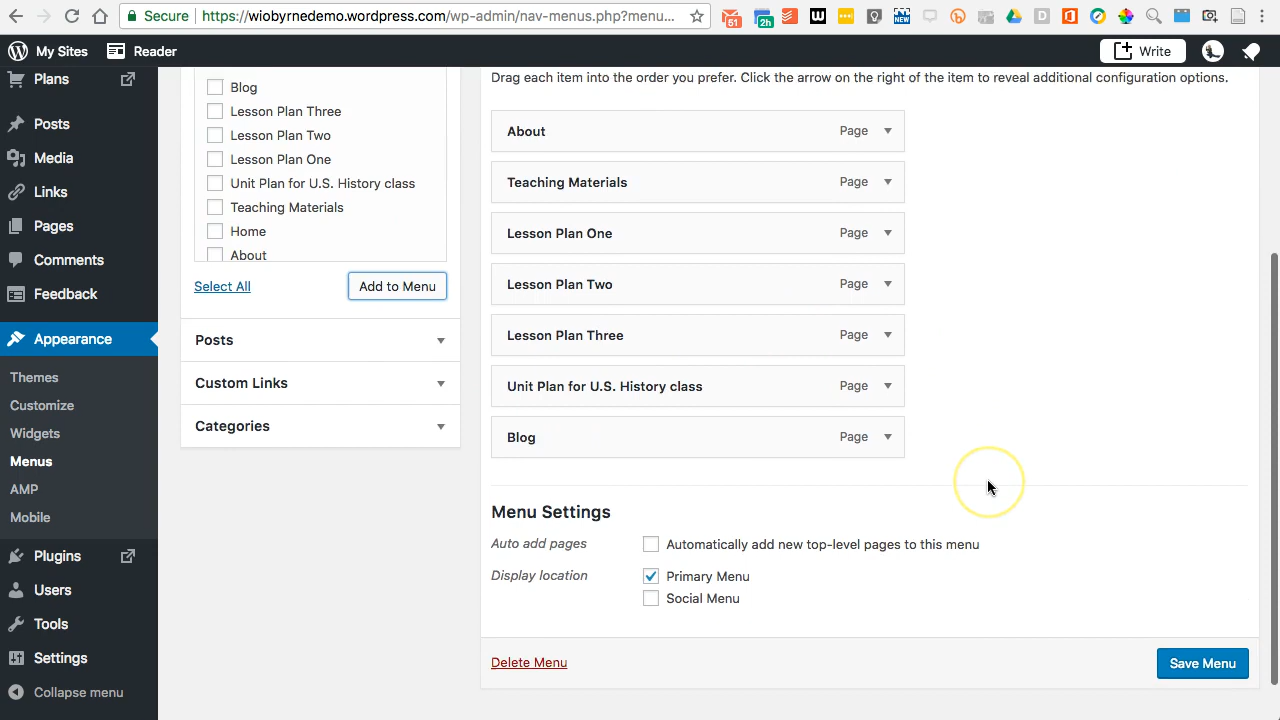 Secure https://wiobyrnedemo.wordpress.com/wp-admin/nav-menus.php?menu...
51
2h
W
NEW
D
My Sites
Reader
Write
Plans
Posts
Media
Links
Pages
Comments
Feedback
Appearance
Themes
Customize
Widgets
Menus
AMP
Mobile
Plugins
Users
Tools
Settings
Collapse menu
Blog
Lesson Plan Three
Lesson Plan Two
Lesson Plan One
Unit Plan for U.S. History class
Teaching Materials
Home
About
Select All
Add to Menu
Posts
Custom Links
Categories
Drag each item into the order you prefer. Click the arrow on the right of the item to reveal additional configuration options.
About Page
Teaching Materials Page
Lesson Plan One Page
Lesson Plan Two Page
Lesson Plan Three Page
Unit Plan for U.S. History class Page
Blog Page
Menu Settings
Auto add pages Automatically add new top-level pages to this menu
Display location Primary Menu
Social Menu
Delete Menu
Save Menu